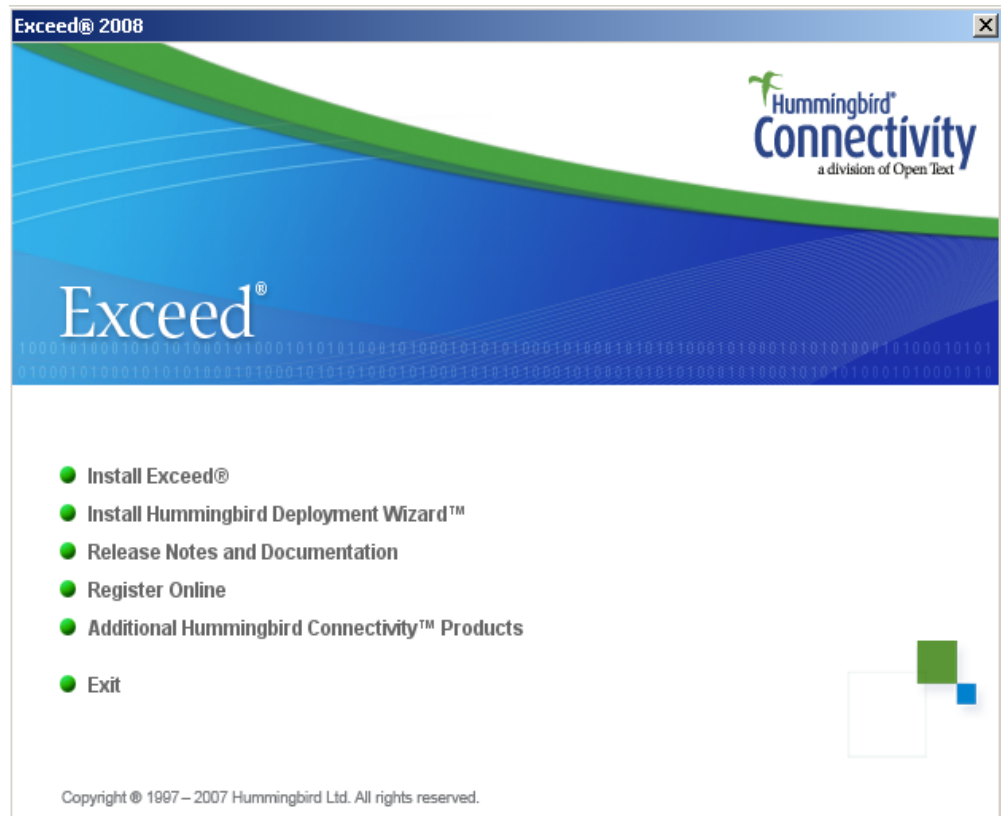 Exceed® 2008
Hummingbird®
Connectivity
a division of Open Text
Exceed®
Install Exceed®
Install Hummingbird Deployment Wizard™
Release Notes and Documentation
Register Online
Additional Hummingbird Connectivity™ Products
Exit
Copyright ® 1997 – 2007 Hummingbird Ltd. All rights reserved.